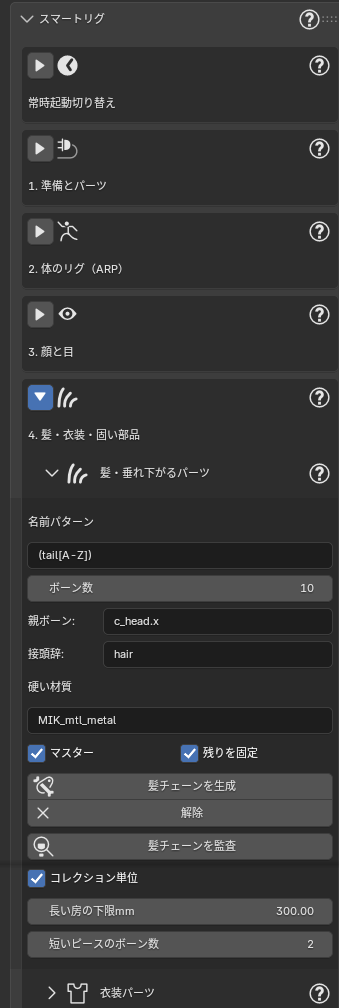 スマートリグ
常時起動切り替え
1. 準備とパーツ
2. 体のリグ（ARP）
3. 顔と目
4. 髪・衣装・固い部品
髪・垂れ下がるパーツ
名前パターン
(tail[A-Z])
ボーン数 10
親ボーン: c_head.x
接頭辞: hair
硬い材質
MIK_mtl_metal
マスター 残りを固定
髪チェーンを生成
解除
髪チェーンを監査
コレクション単位
長い房の下限mm 300.00
短いピースのボーン数 2
衣装パーツ